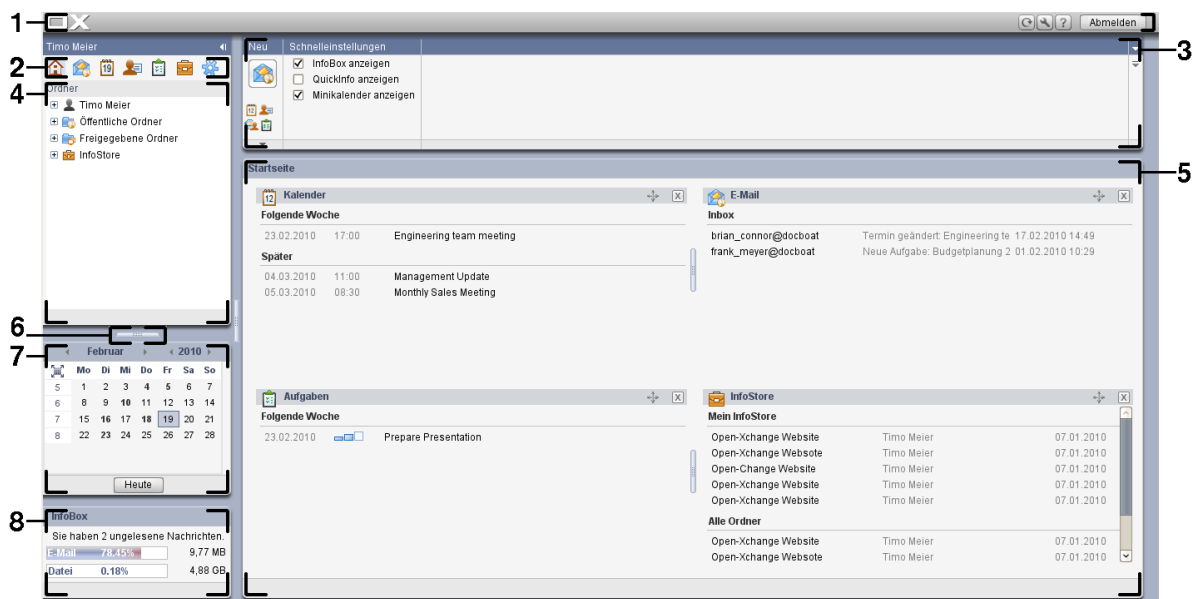 1
OX
Abmelden
Timo Meier
2
19
4
Ordner
Timo Meier
Öffentliche Ordner
Freigegebene Ordner
InfoStore
Neu
Schnelleinstellungen
3
InfoBox anzeigen
QuickInfo anzeigen
Minikalender anzeigen
12
Startseite
5
12 Kalender
Folgende Woche
23.02.2010 17:00 Engineering team meeting
Später
04.03.2010 11:00 Management Update
05.03.2010 08:30 Monthly Sales Meeting
E-Mail
Inbox
brian_connor@docboat Termin geändert: Engineering te 17.02.2010 14:49
frank_meyer@docboat Neue Aufgabe: Budgetplanung 2 01.02.2010 10:29
6
7
Februar 2010
Mo Di Mi Do Fr Sa So
5 1 2 3 4 5 6 7
6 8 9 10 11 12 13 14
7 15 16 17 18 19 20 21
8 22 23 24 25 26 27 28
Heute
Aufgaben
Folgende Woche
23.02.2010 Prepare Presentation
InfoStore
Mein InfoStore
Open-Xchange Website Timo Meier 07.01.2010
Open-Xchange Websote Timo Meier 07.01.2010
Open-Change Website Timo Meier 07.01.2010
Open-Xchange Websote Timo Meier 07.01.2010
Open-Xchange Websote Timo Meier 07.01.2010
Alle Ordner
Open-Xchange Websote Timo Meier 07.01.2010
Open-Xchange Websote Timo Meier 07.01.2010
8
InfoBox
Sie haben 2 ungelesene Nachrichten.
E-Mail 78.45% 9,77 MB
Datei 0.18% 4,88 GB